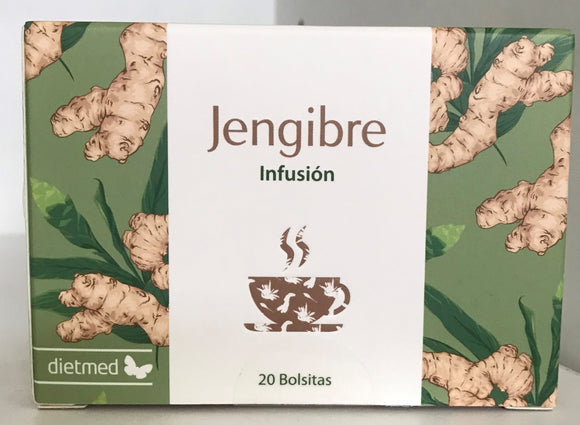 Jengibre
Infusión
dietmed
20 Bolsitas